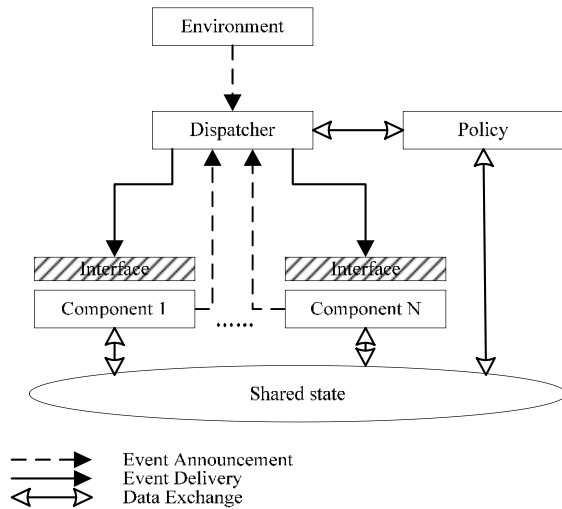 Environment
Dispatcher
Policy
Interface
Interface
Component 1
Component N
......
Shared state
Event Announcement
Event Delivery
Data Exchange